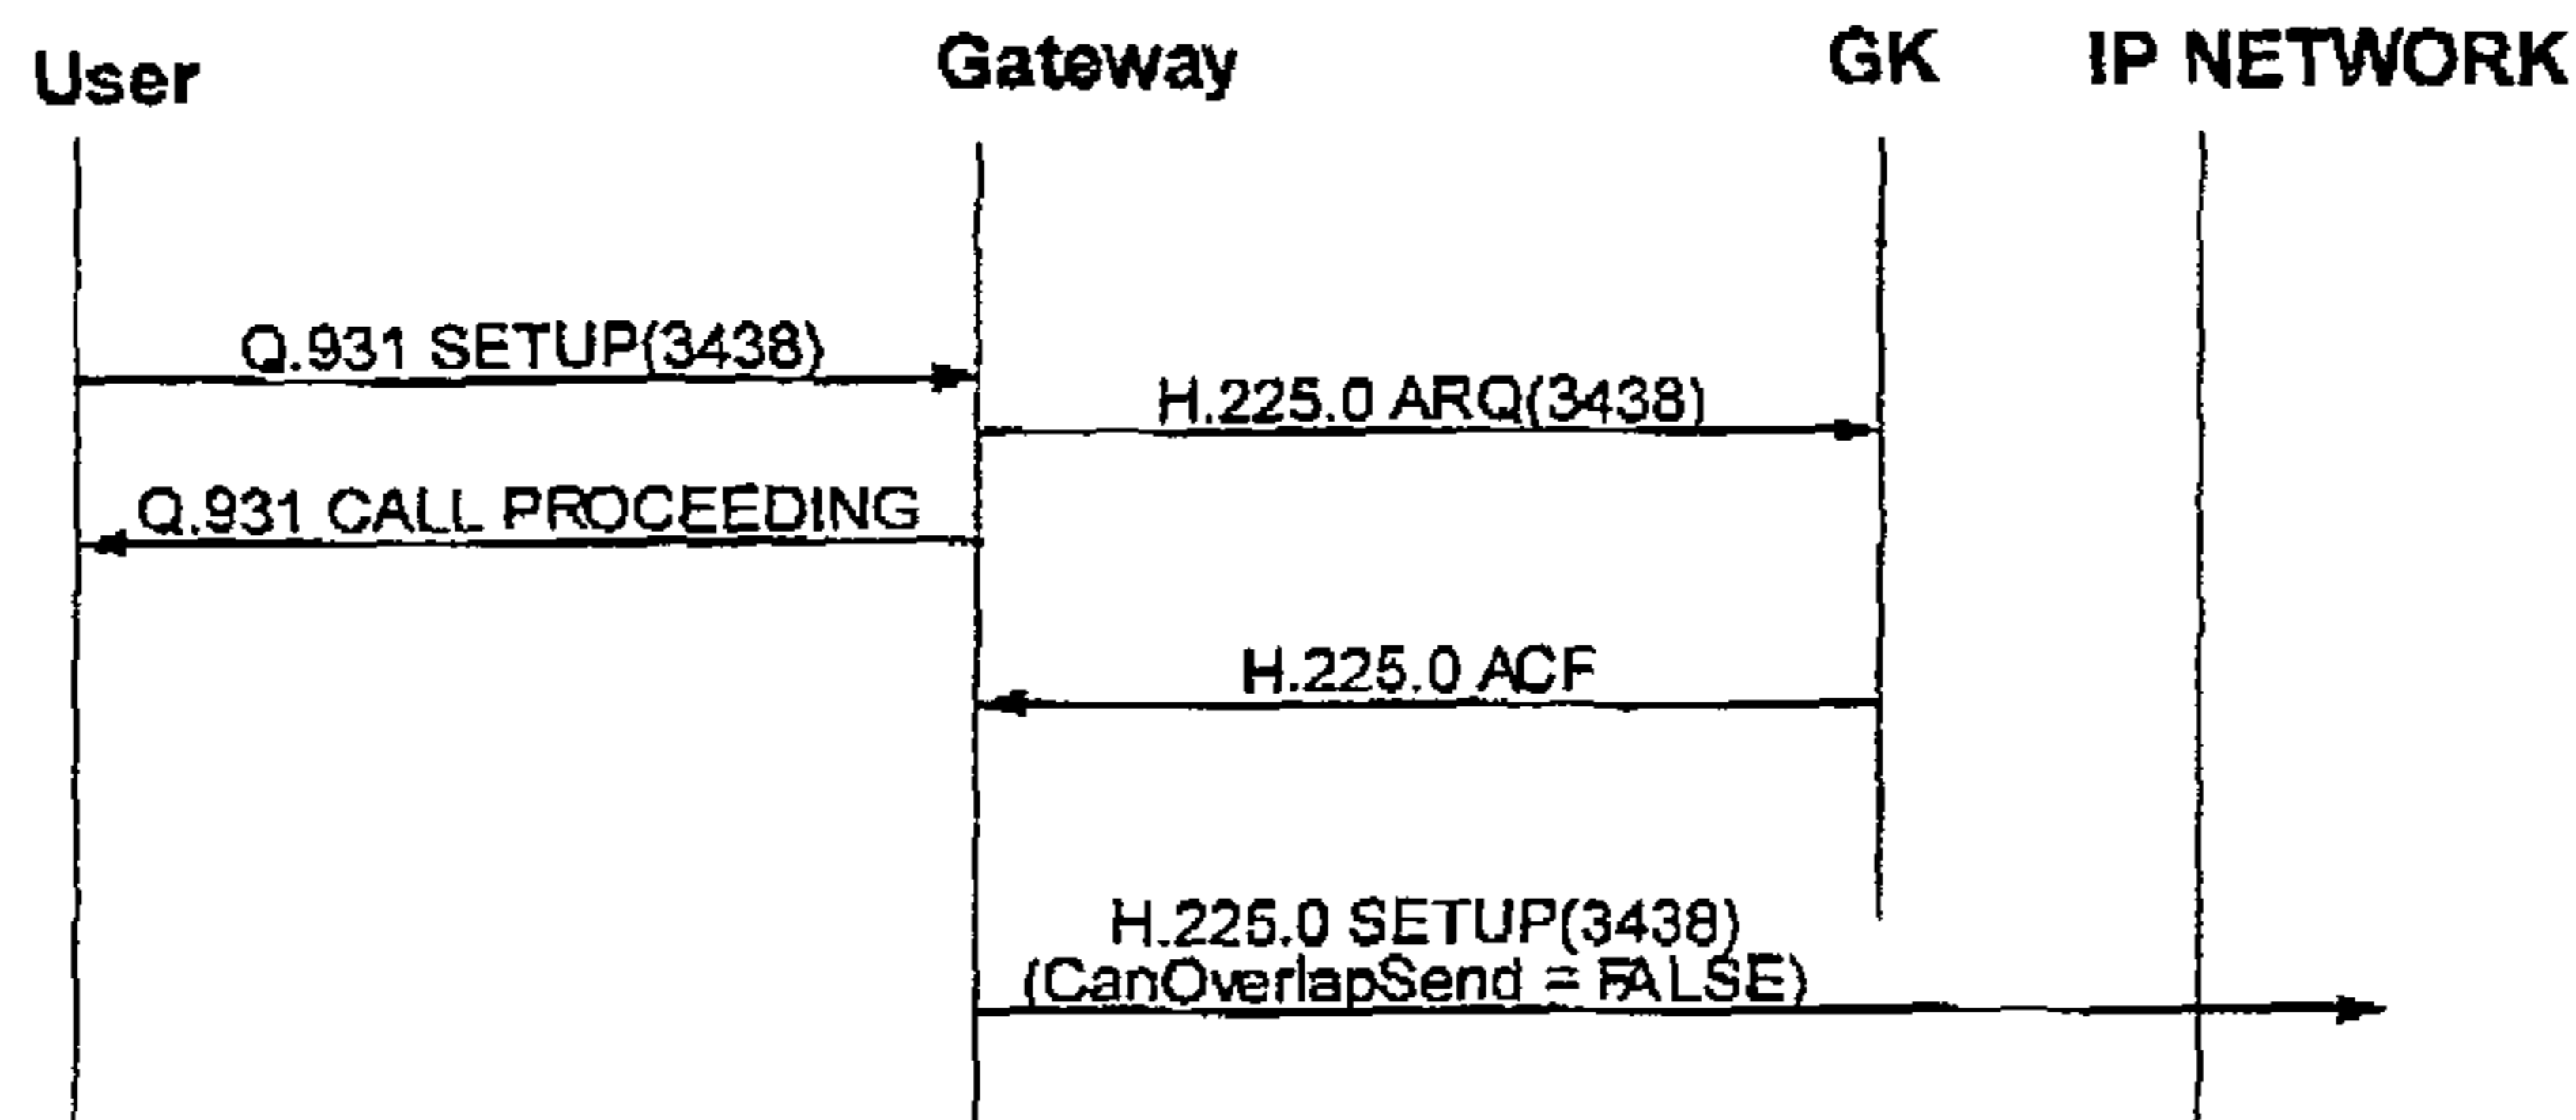 User
Gateway
GK
IP NETWORK
Q.931 SETUP(3438)
H.225.0 ARQ(3438)
Q.931 CALL PROCEEDING
H.225.0 ACF
H.225.0 SETUP(3438)
(CanOverlapSend = FALSE)